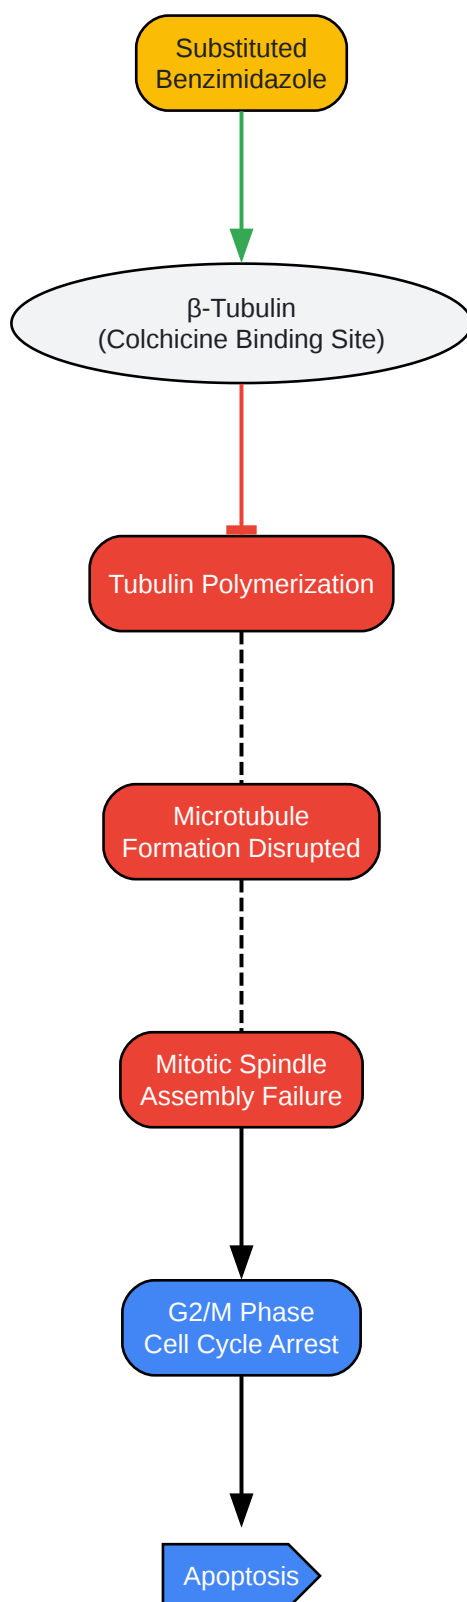 Substituted
Benzimidazole
β-Tubulin
(Colchicine Binding Site)
Tubulin Polymerization
Microtubule
Formation Disrupted
Mitotic Spindle
Assembly Failure
G2/M Phase
Cell Cycle Arrest
Apoptosis